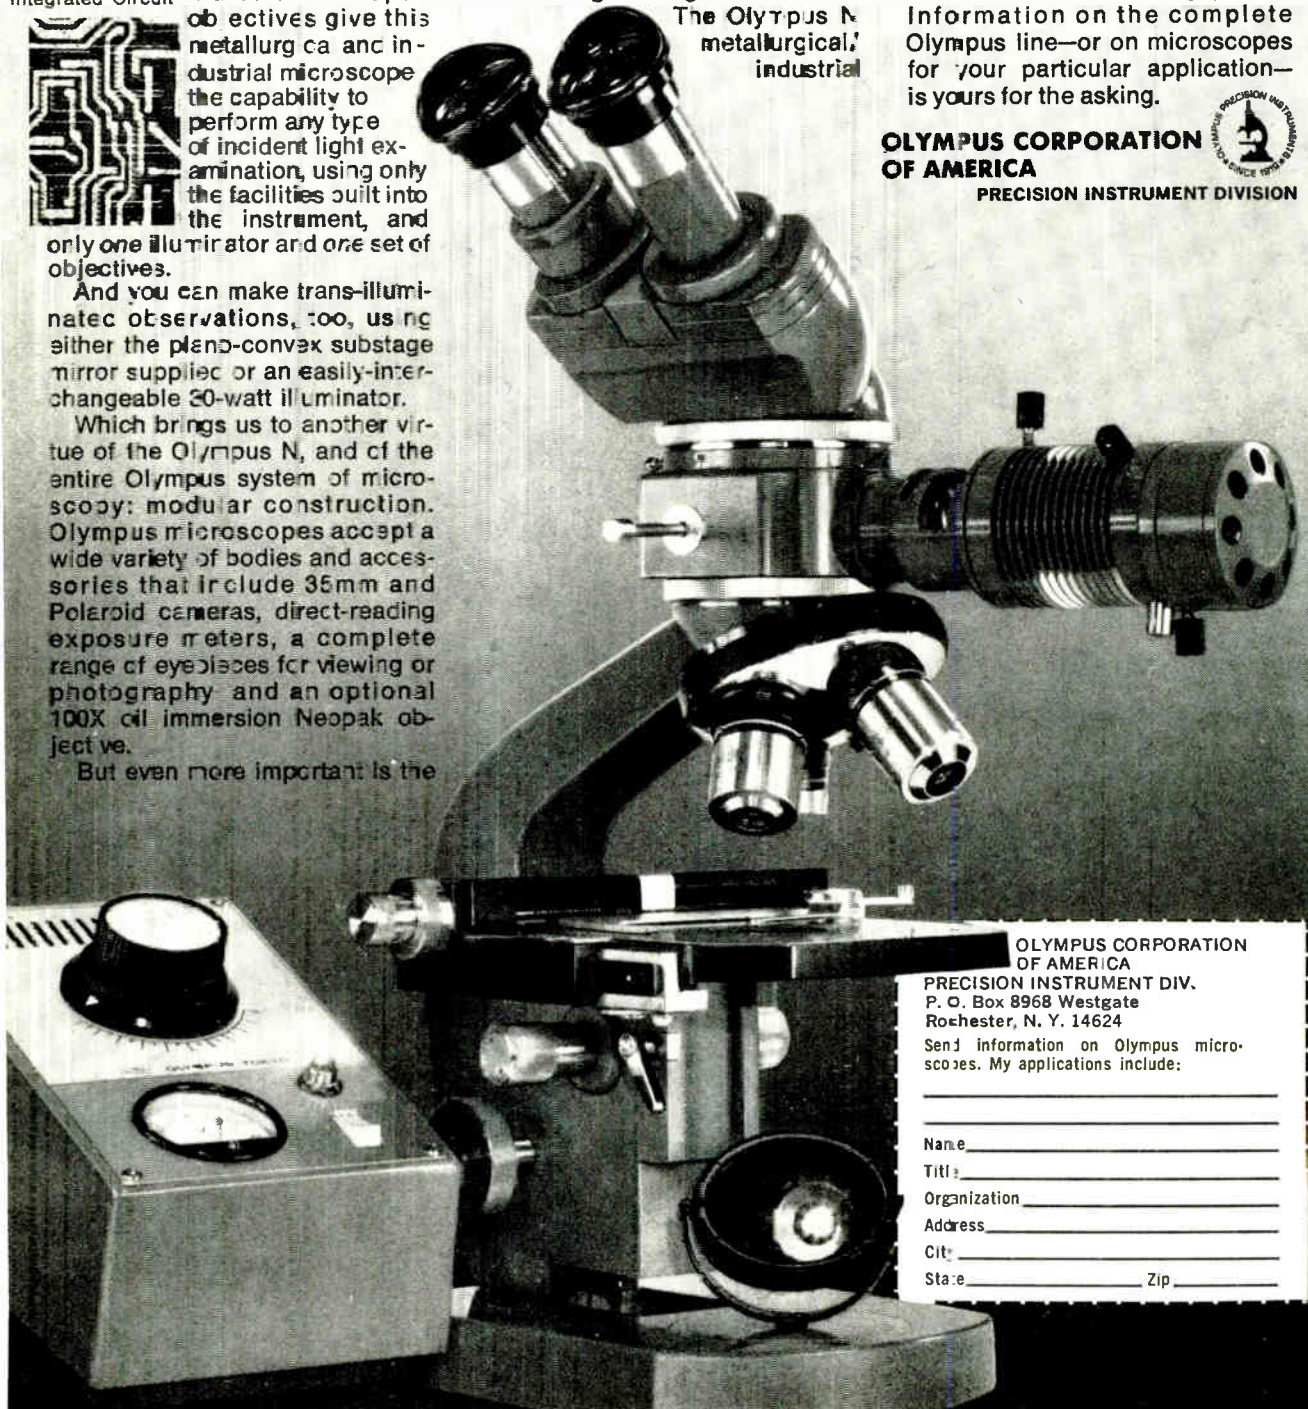 Integrated Circuit
objectives give this
metallurgical and in-
dustrial microscope
the capability to
perform any type
of incident light ex-
amination, using only
the facilities built into
the instrument, and
only one illuminator and one set of
objectives.
And you can make trans-illumi-
nated observations, too, using
either the plano-convex substage
mirror supplied or an easily-inter-
changeable 30-watt illuminator.
Which brings us to another vir-
tue of the Olympus N, and of the
entire Olympus system of micro-
scopy: modular construction.
Olympus microscopes accept a
wide variety of bodies and acces-
sories that include 35mm and
Polaroid cameras, direct-reading
exposure meters, a complete
range of eyepieces for viewing or
photography and an optional
100X oil immersion Neopak ob-
jective.
But even more important is the
The Olympus N
metallurgical/
industrial
Information on the complete
Olympus line—or on microscopes
for your particular application—
is yours for the asking.
OLYMPUS CORPORATION
OF AMERICA
PRECISION INSTRUMENT DIVISION
OLYMPUS PRECISION INSTRUMENTS
SINCE 1919
OLYMPUS CORPORATION
OF AMERICA
PRECISION INSTRUMENT DIV.
P. O. Box 8968 Westgate
Rochester, N. Y. 14624
Send information on Olympus micro-
scopes. My applications include:
Name
Title
Organization
Address
City
State Zip